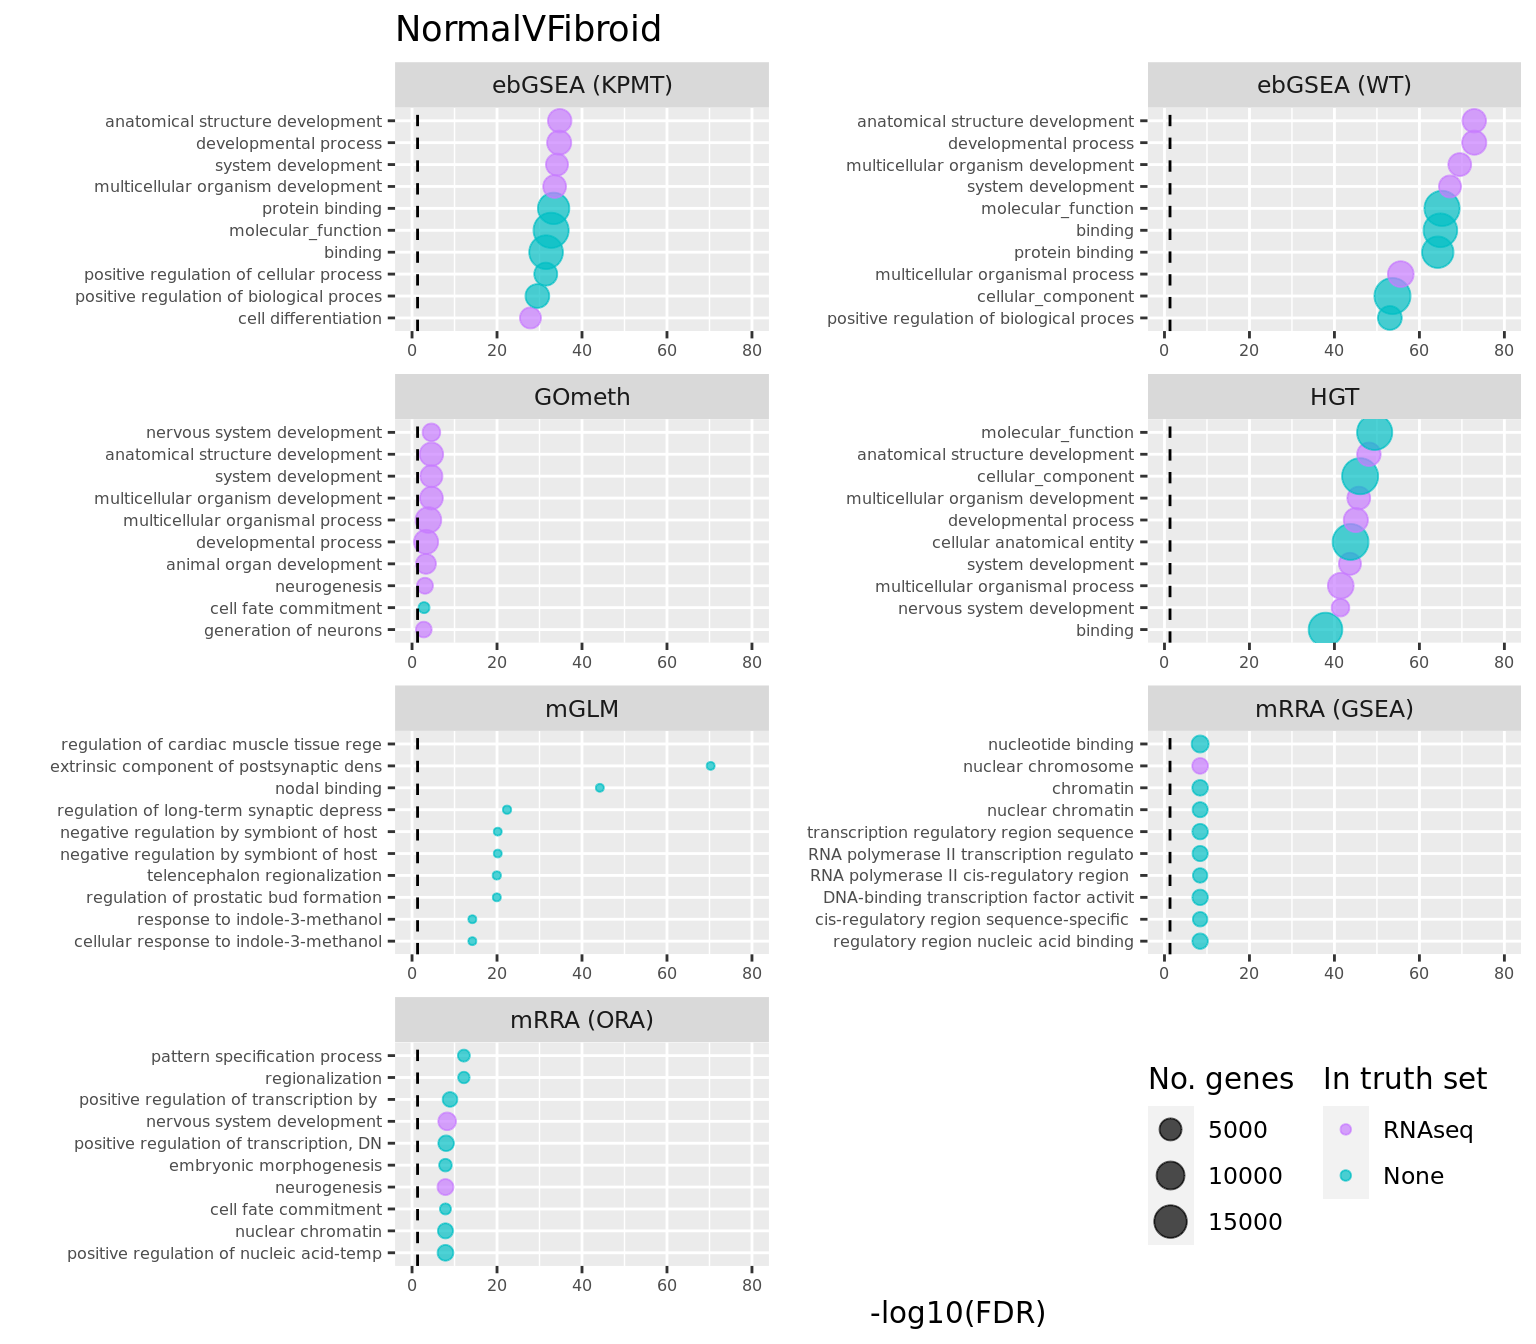 NormalVFibroid
ebGSEA (KPMT)
anatomical structure development
developmental process
system development
multicellular organism development
protein binding
molecular_function
binding
positive regulation of cellular process
positive regulation of biological proces
cell differentiation
0 20 40 60 80
ebGSEA (WT)
anatomical structure development
developmental process
multicellular organism development
system development
molecular_function
binding
protein binding
multicellular organismal process
cellular_component
positive regulation of biological proces
0 20 40 60 80
GOmeth
nervous system development
anatomical structure development
system development
multicellular organism development
multicellular organismal process
developmental process
animal organ development
neurogenesis
cell fate commitment
generation of neurons
0 20 40 60 80
HGT
molecular_function
anatomical structure development
cellular_component
multicellular organism development
developmental process
cellular anatomical entity
system development
multicellular organismal process
nervous system development
binding
0 20 40 60 80
mGLM
regulation of cardiac muscle tissue rege
extrinsic component of postsynaptic dens
nodal binding
regulation of long-term synaptic depress
negative regulation by symbiont of host
negative regulation by symbiont of host
telencephalon regionalization
regulation of prostatic bud formation
response to indole-3-methanol
cellular response to indole-3-methanol
0 20 40 60 80
mRRA (GSEA)
nucleotide binding
nuclear chromosome
chromatin
nuclear chromatin
transcription regulatory region sequence
RNA polymerase II transcription regulato
RNA polymerase II cis-regulatory region
DNA-binding transcription factor activit
cis-regulatory region sequence-specific
regulatory region nucleic acid binding
0 20 40 60 80
mRRA (ORA)
pattern specification process
regionalization
positive regulation of transcription by
nervous system development
positive regulation of transcription, DN
embryonic morphogenesis
neurogenesis
cell fate commitment
nuclear chromatin
positive regulation of nucleic acid-temp
0 20 40 60 80
No. genes
5000
10000
15000
In truth set
RNAseq
None
-log10(FDR)